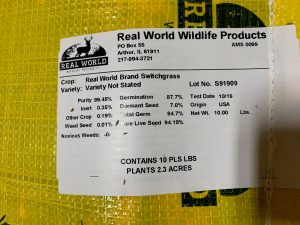 Real World Wildlife Products
PO Box 56
AMS 0099
Arthur, IL 61911
217-994-3721
REAL WORLD
Crop: Real World Brand Switchgrass
Variety: Variety Not Stated
Lot No. S91909
Purity 99.45% Germination 87.7% Test Date 10/19
Inert 0.35% Dormant Seed 7.0% Origin USA
Other Crop 0.19% Total Germ 94.7% Net Wt. 10.00 Lbs.
Weed Seed 0.01% Pure Live Seed 94.18%
Noxious Weeds: -0-
CONTAINS 10 PLS LBS
PLANTS 2.3 ACRES